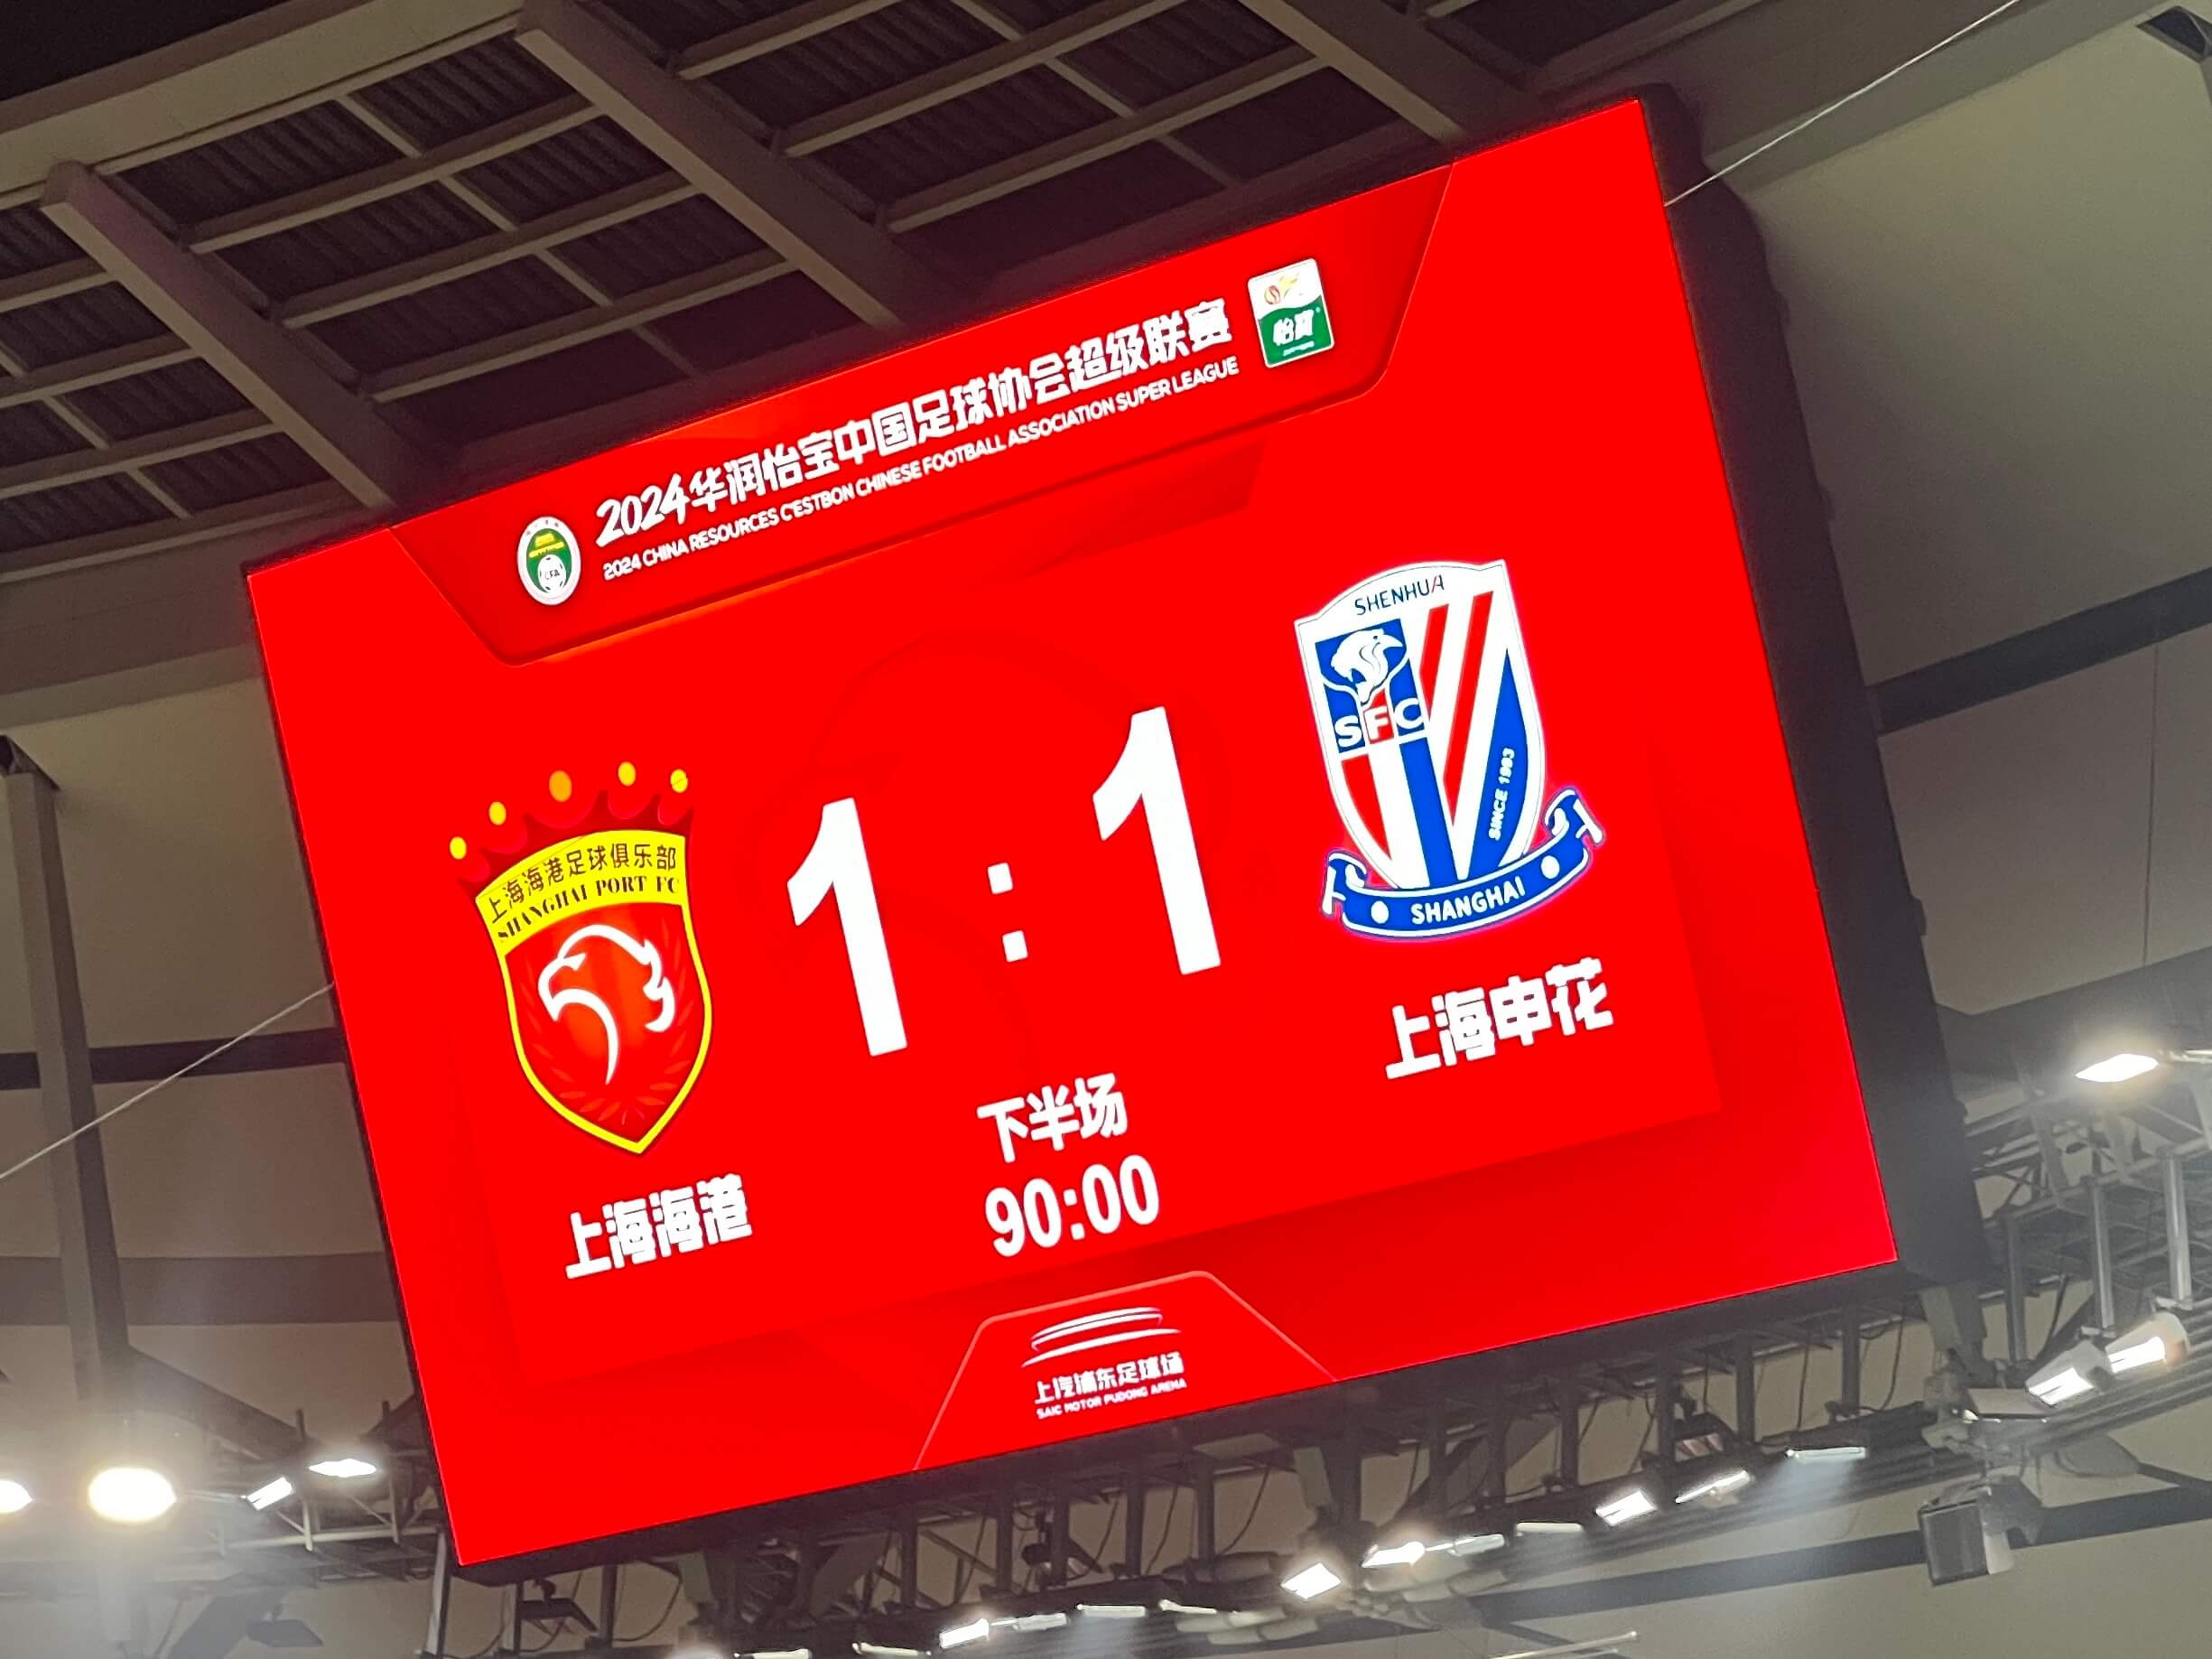 2024华润怡宝中国足球协会超级联赛
2024 CHINA RESOURCES C'ESTBON CHINESE FOOTBALL ASSOCIATION SUPER LEAGUE
怡宝
CFA
上海海港足球俱乐部
SHANGHAI PORT FC
1 : 1
SHENHUA
SFC
SINCE 1993
SHANGHAI
上海海港
上海申花
下半场
90:00
上汽浦东足球场
SAIC MOTOR PUDONG ARENA